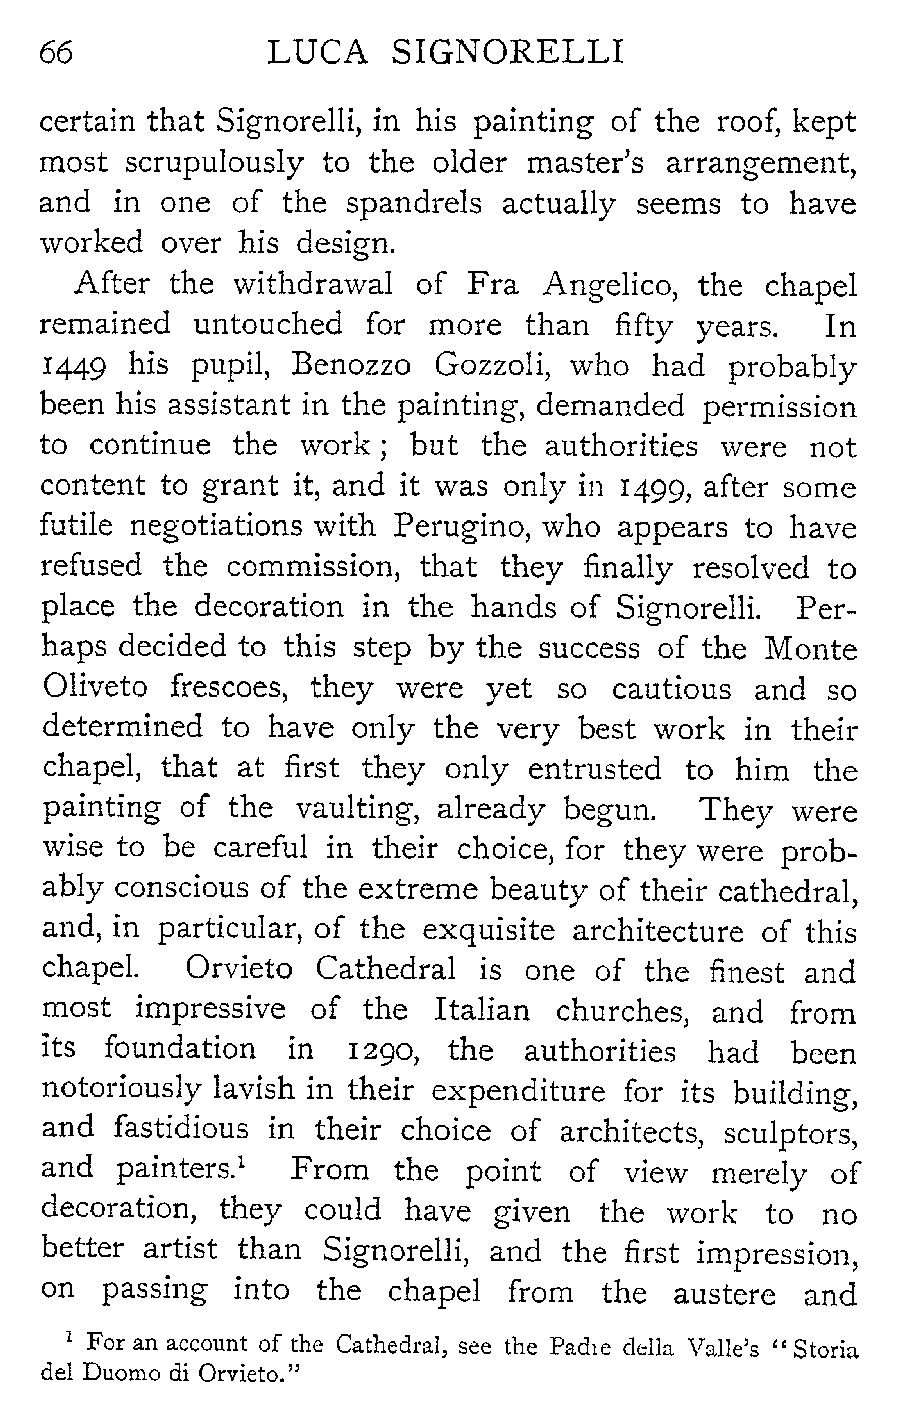 66 LUCA SIGNORELLI
certain that Signorelli, in his painting of the roof, kept
most scrupulously to the older master's arrangement,
and in one of the spandrels actually seems to have
worked over his design.
After the withdrawal of Fra Angelico, the chapel
remained untouched for more than fifty years. In
1449 his pupil, Benozzo Gozzoli, who had probably
been his assistant in the painting, demanded permission
to continue the work ; but the authorities were not
content to grant it, and it was only in 1499, after some
futile negotiations with Perugino, who appears to have
refused the commission, that they finally resolved to
place the decoration in the hands of Signorelli. Per-
haps decided to this step by the success of the Monte
Oliveto frescoes, they were yet so cautious and so
determined to have only the very best work in their
chapel, that at first they only entrusted to him the
painting of the vaulting, already begun. They were
wise to be careful in their choice, for they were prob-
ably conscious of the extreme beauty of their cathedral,
and, in particular, of the exquisite architecture of this
chapel. Orvieto Cathedral is one of the finest and
most impressive of the Italian churches, and from
its foundation in 1290, the authorities had been
notoriously lavish in their expenditure for its building,
and fastidious in their choice of architects, sculptors,
and painters.¹ From the point of view merely of
decoration, they could have given the work to no
better artist than Signorelli, and the first impression,
on passing into the chapel from the austere and
¹ For an account of the Cathedral, see the Padre della Valle's "Storia
del Duomo di Orvieto."